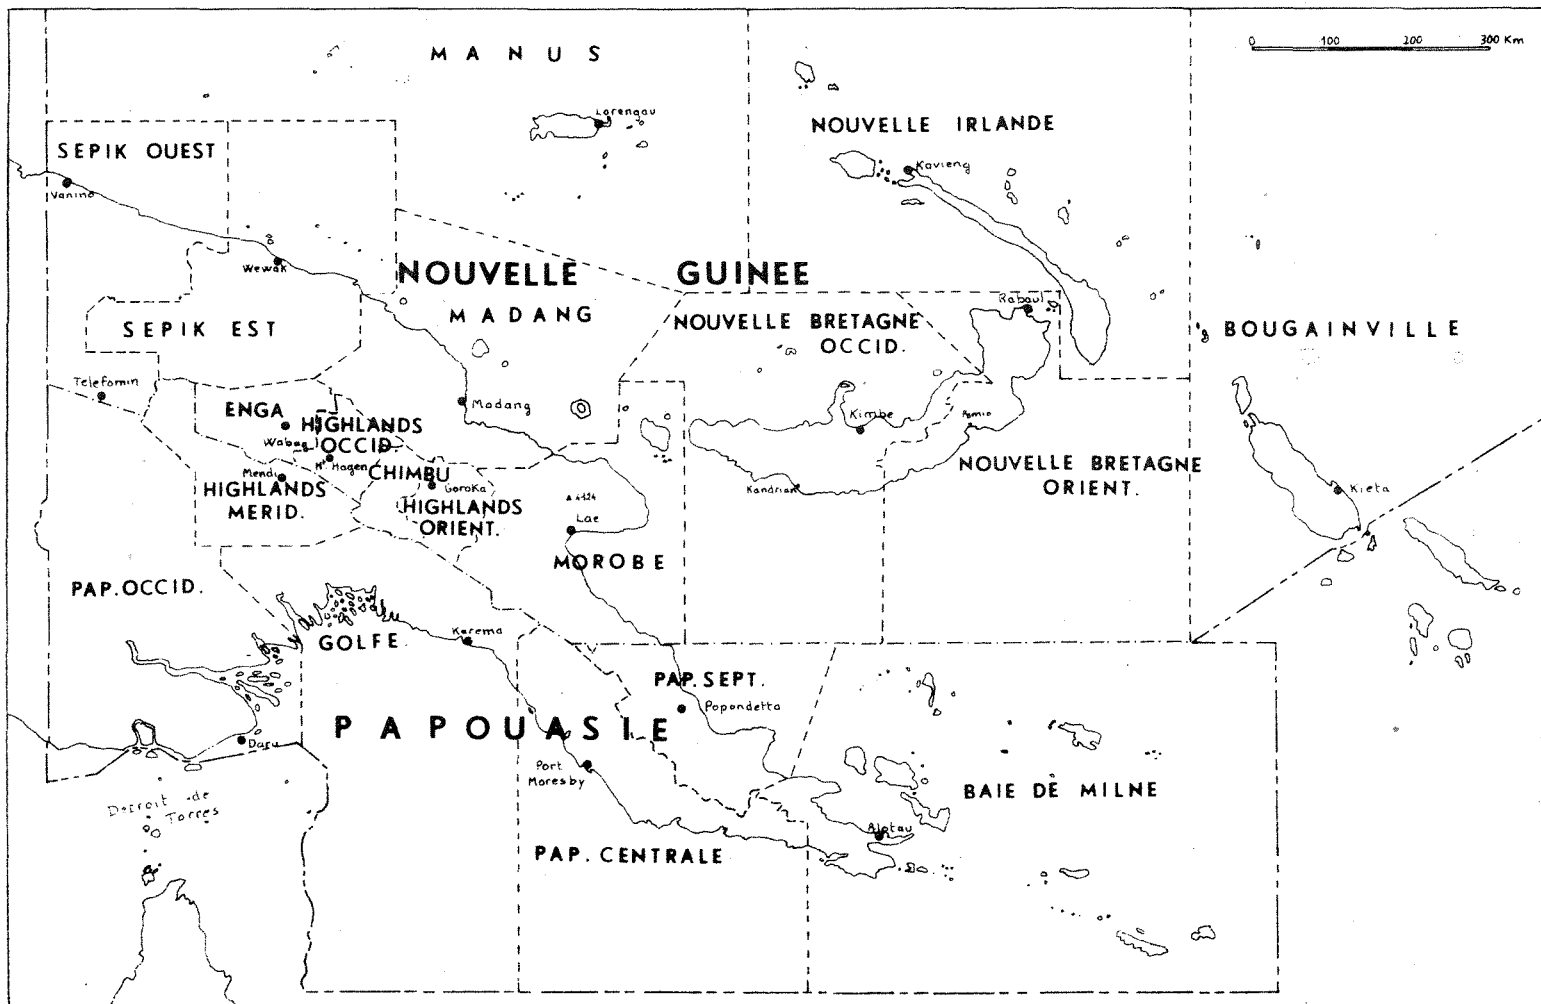 MANUS
0 100 200 300 Km
Lorengau
NOUVELLE IRLANDE
SEPIK OUEST
Kavieng
Vanimo
Wewak
NOUVELLE GUINEE
MADANG
Rabaul
NOUVELLE BRETAGNE
OCCID.
SEPIK EST
BOUGAINVILLE
Telefomin
Madang
ENGA
HIGHLANDS
OCCID.
Wabag
Kimbe
Pomio
Mt Hagen
Mendi
CHIMBU
HIGHLANDS
MERID.
Goroka
HIGHLANDS
ORIENT.
4124
Lae
Kandrian
NOUVELLE BRETAGNE
ORIENT.
Kieta
MOROBE
PAP. OCCID.
GOLFE
Karema
PAP. SEPT.
Popondetta
PAPOUASIE
Daru
Port
Moresby
BAIE DE MILNE
Detroit de
Torres
Alotau
PAP. CENTRALE